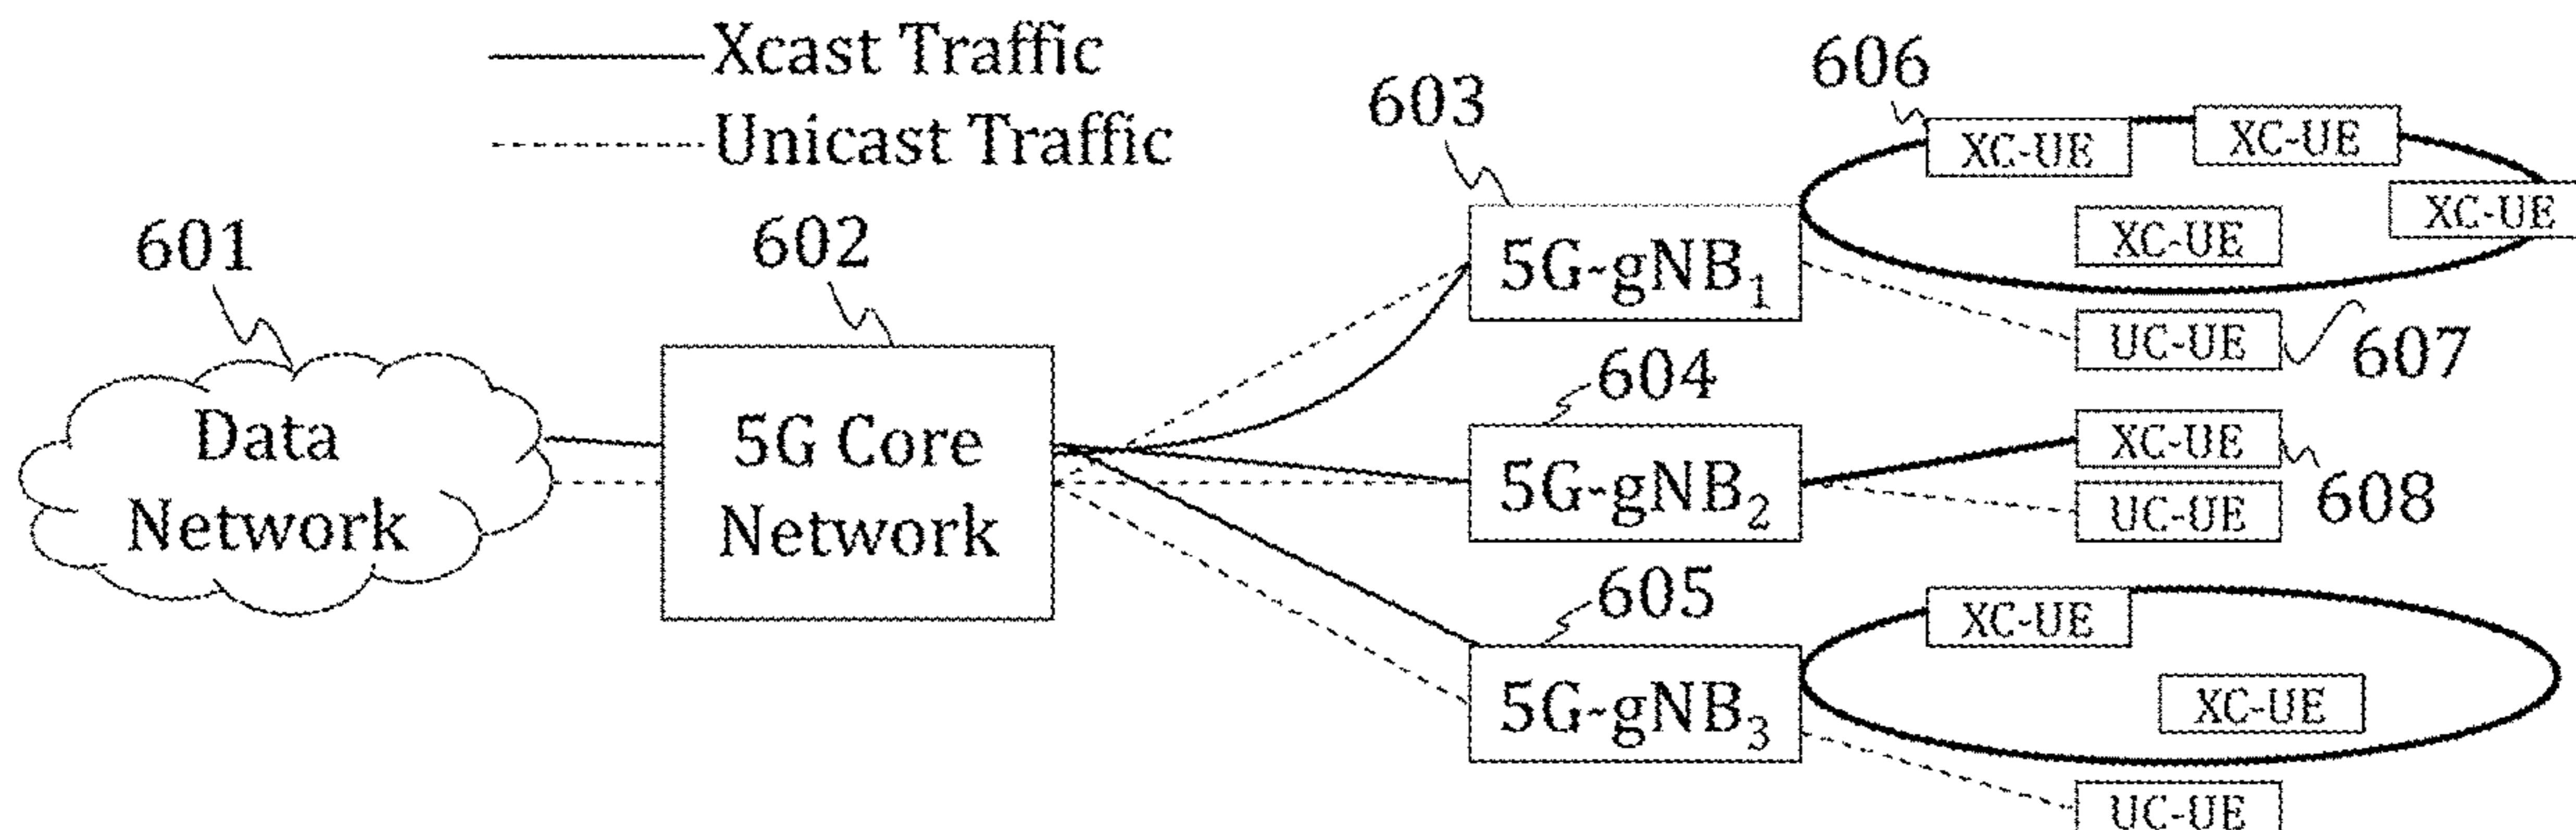 Xcast Traffic
Unicast Traffic
601
Data
Network
602
5G Core
Network
603
5G-gNB₁
604
5G-gNB₂
605
5G-gNB₃
606
XC-UE
XC-UE
XC-UE
XC-UE
UC-UE
607
XC-UE
608
UC-UE
XC-UE
XC-UE
UC-UE